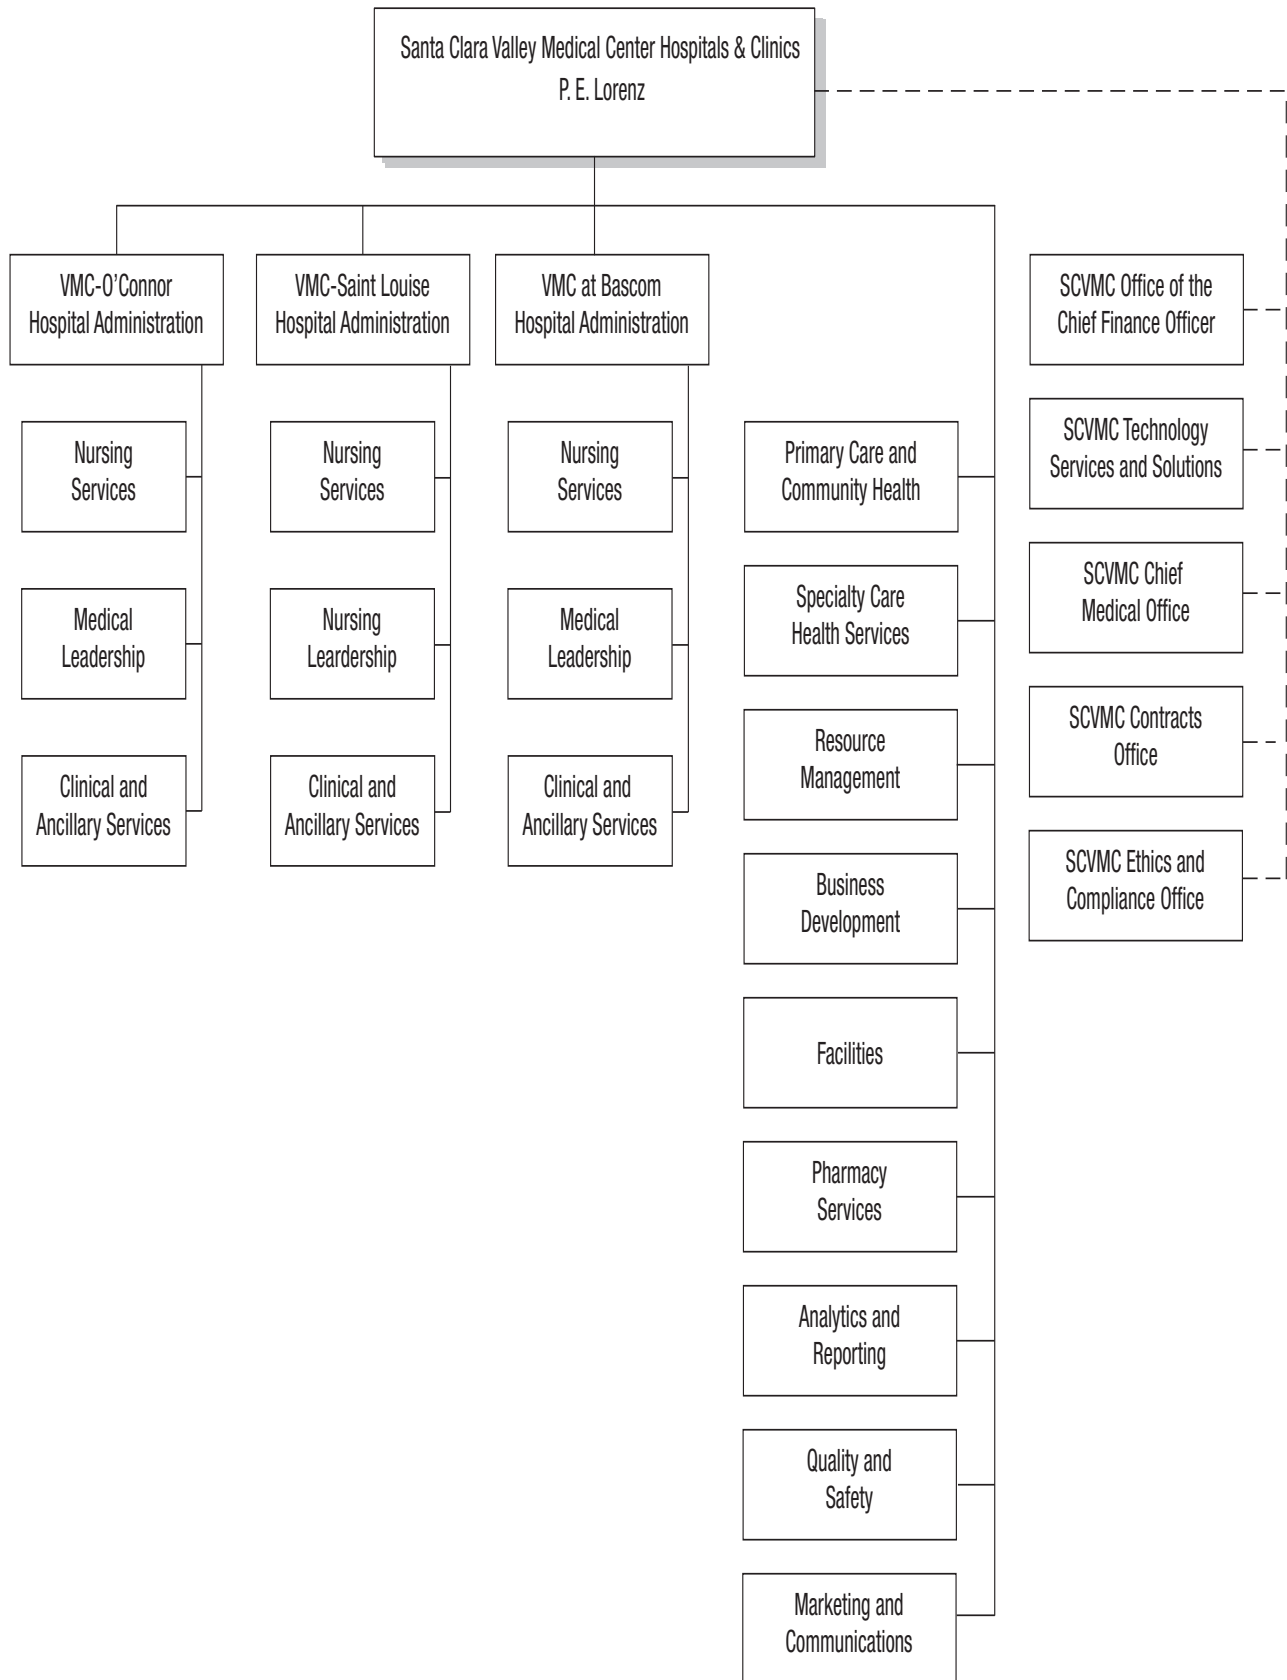 Santa Clara Valley Medical Center Hospitals & Clinics
P. E. Lorenz
VMC-O’Connor
Hospital Administration
Nursing
Services
Medical
Leadership
Clinical and
Ancillary Services
VMC-Saint Louise
Hospital Administration
Nursing
Services
Nursing
Leardership
Clinical and
Ancillary Services
VMC at Bascom
Hospital Administration
Nursing
Services
Medical
Leadership
Clinical and
Ancillary Services
Primary Care and
Community Health
Specialty Care
Health Services
Resource
Management
Business
Development
Facilities
Pharmacy
Services
Analytics and
Reporting
Quality and
Safety
Marketing and
Communications
SCVMC Office of the
Chief Finance Officer
SCVMC Technology
Services and Solutions
SCVMC Chief
Medical Office
SCVMC Contracts
Office
SCVMC Ethics and
Compliance Office